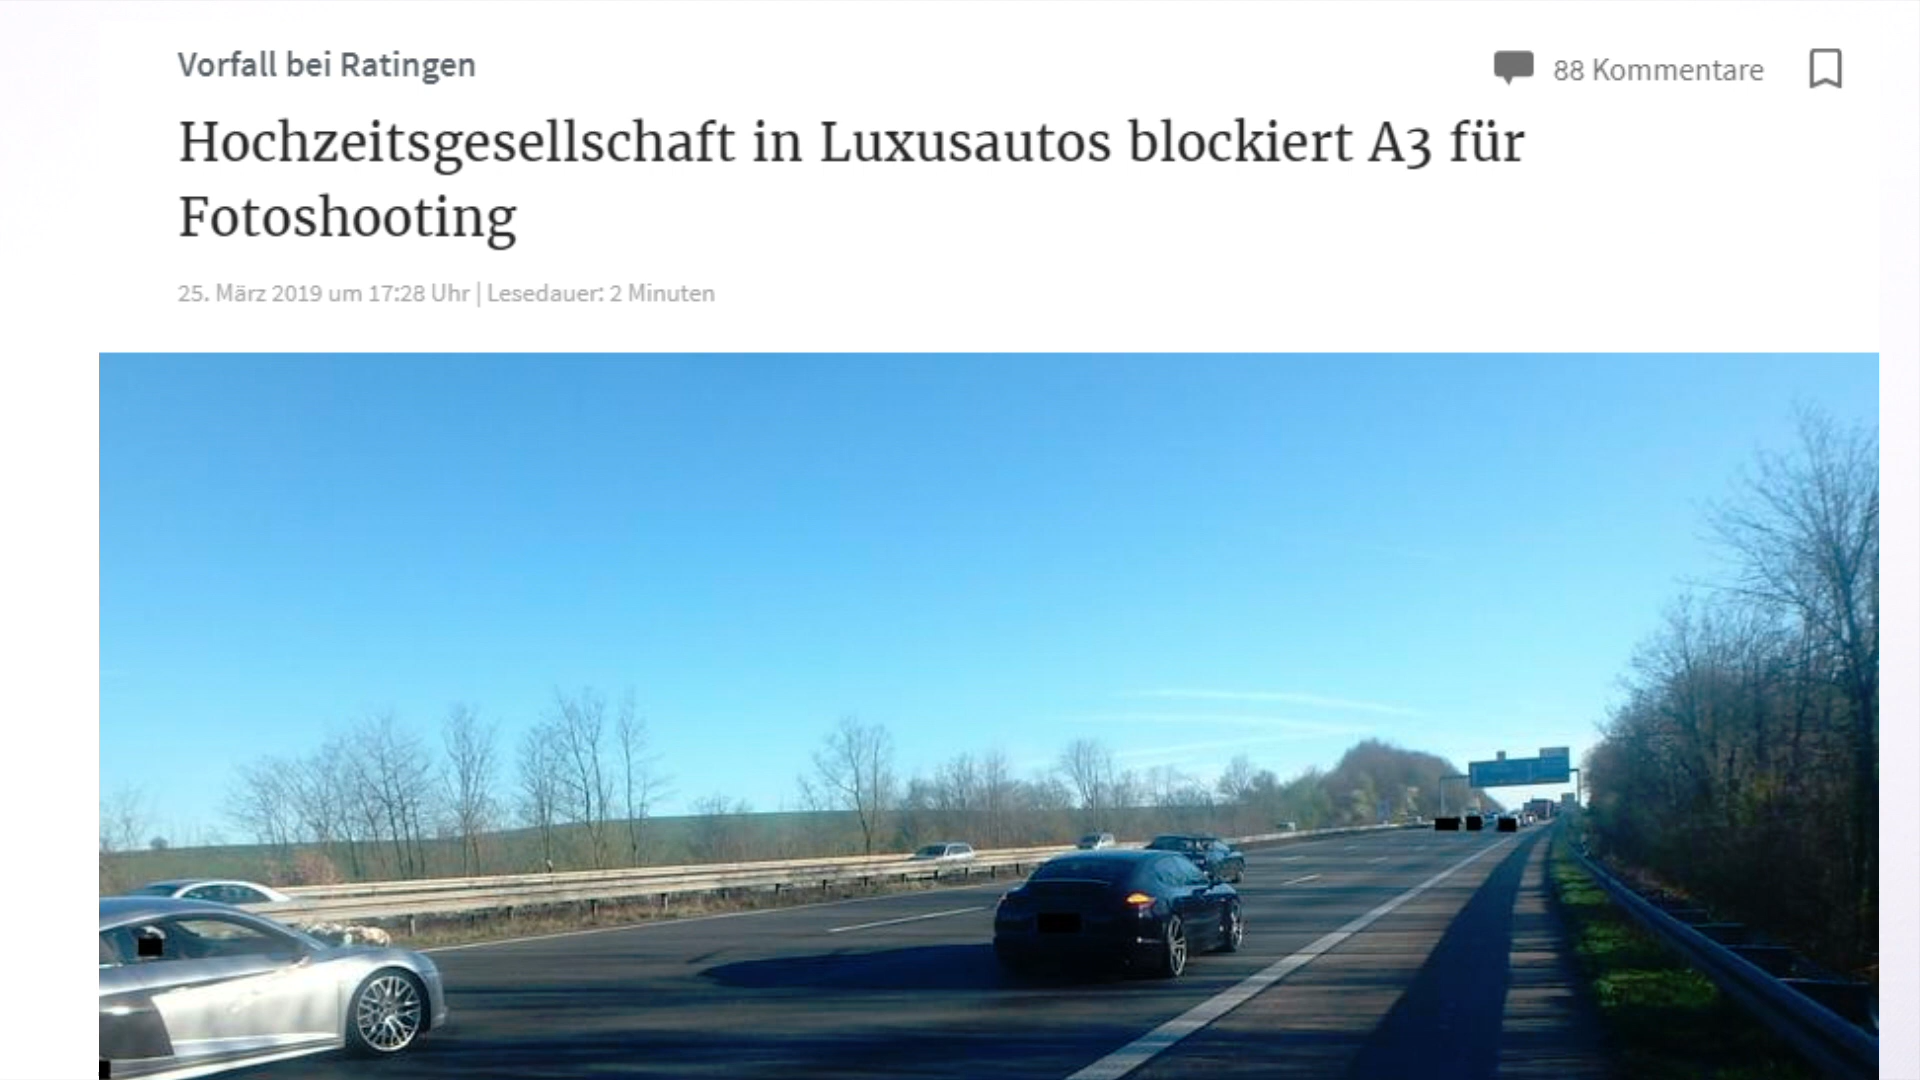 Vorfall bei Ratingen
88 Kommentare
Hochzeitsgesellschaft in Luxusautos blockiert A3 für
Fotoshooting
25. März 2019 um 17:28 Uhr | Lesedauer: 2 Minuten